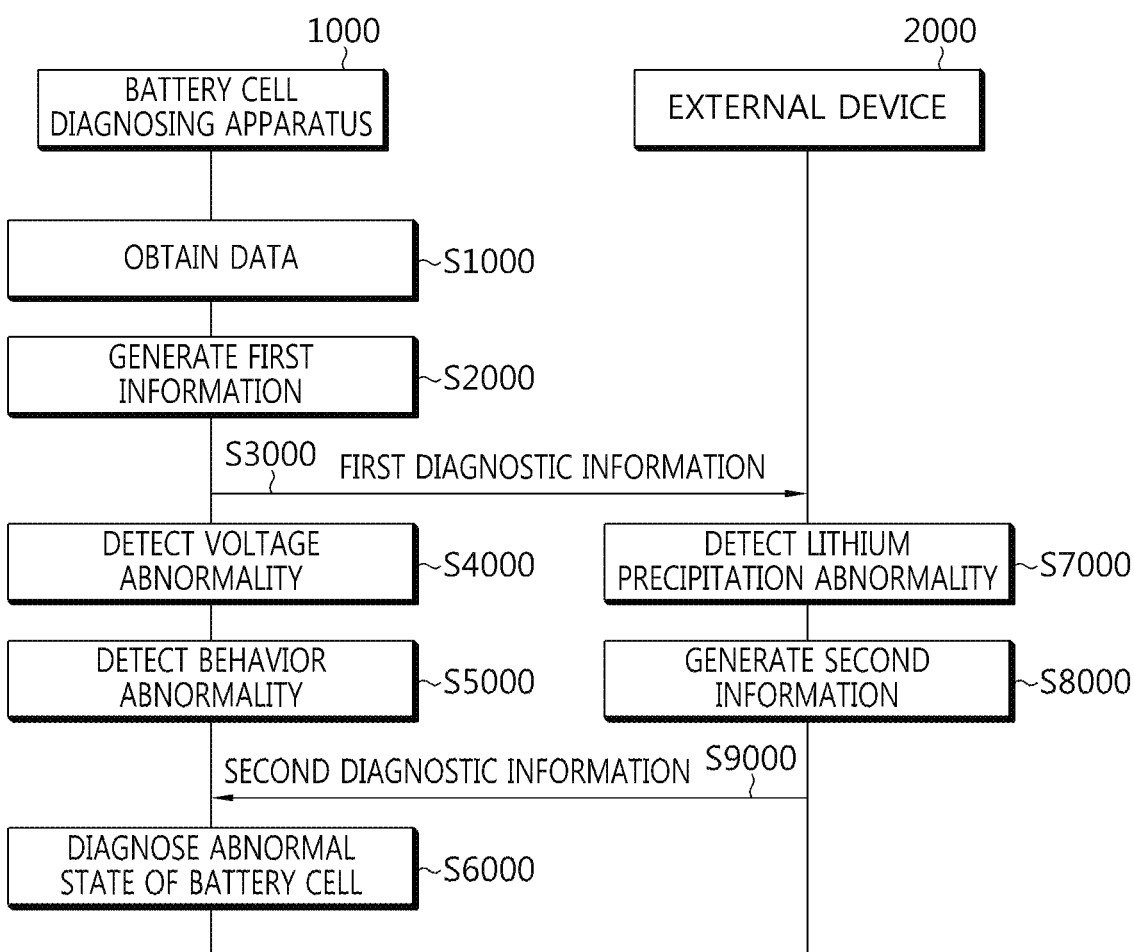 1000
2000
BATTERY CELL
DIAGNOSING APPARATUS
EXTERNAL DEVICE
OBTAIN DATA
S1000
GENERATE FIRST
INFORMATION
S2000
S3000
FIRST DIAGNOSTIC INFORMATION
DETECT VOLTAGE
ABNORMALITY
S4000
DETECT LITHIUM
PRECIPITATION ABNORMALITY
S7000
DETECT BEHAVIOR
ABNORMALITY
S5000
GENERATE SECOND
INFORMATION
S8000
SECOND DIAGNOSTIC INFORMATION
S9000
DIAGNOSE ABNORMAL
STATE OF BATTERY CELL
S6000